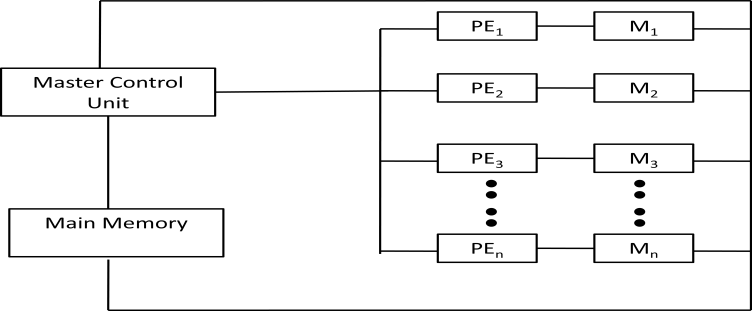 PE₁ M₁
Master Control
Unit
PE₂ M₂
PE₃ M₃
Main Memory
PEₙ Mₙ